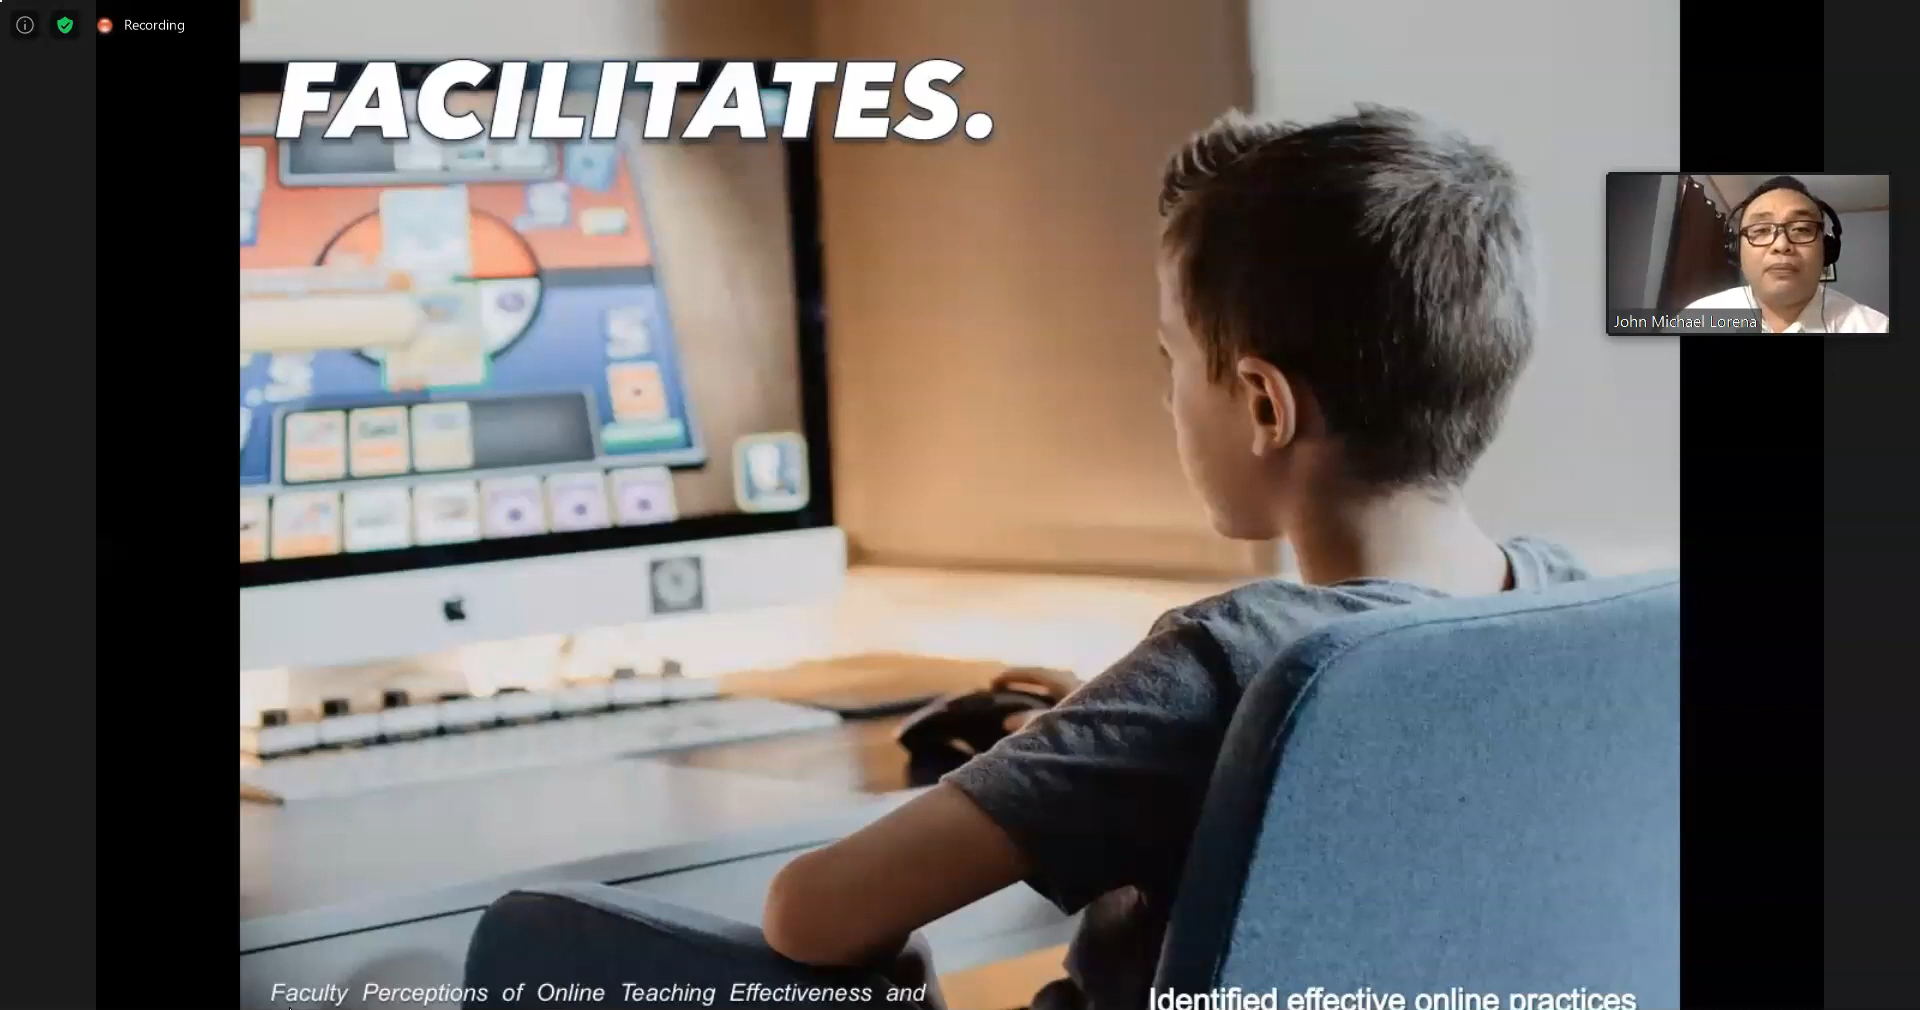 Recording
FACILITATES.
John Michael Lorena
Faculty Perceptions of Online Teaching Effectiveness and
Identified effective online practices